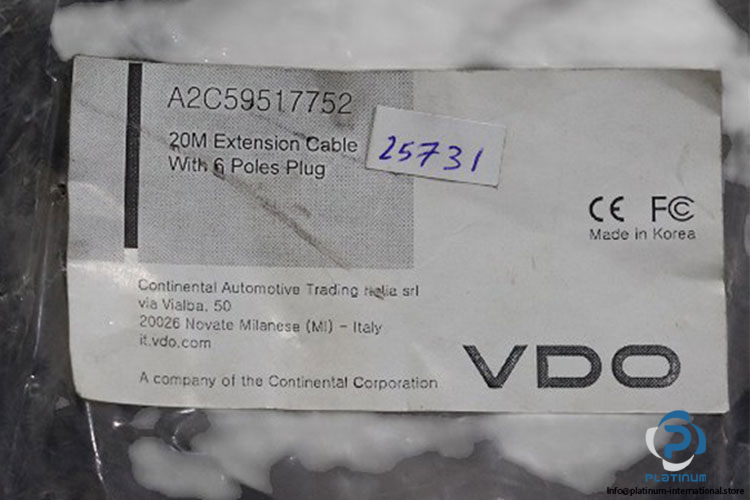 A2C59517752
20M Extension Cable
With 6 Poles Plug
25731
CE FC
Made in Korea
Continental Automotive Trading Italia srl
via Vialba, 50
20026 Novate Milanese (MI) - Italy
it.vdo.com
A company of the Continental Corporation
VDO
PLATINUM
Info@platinum-international.store